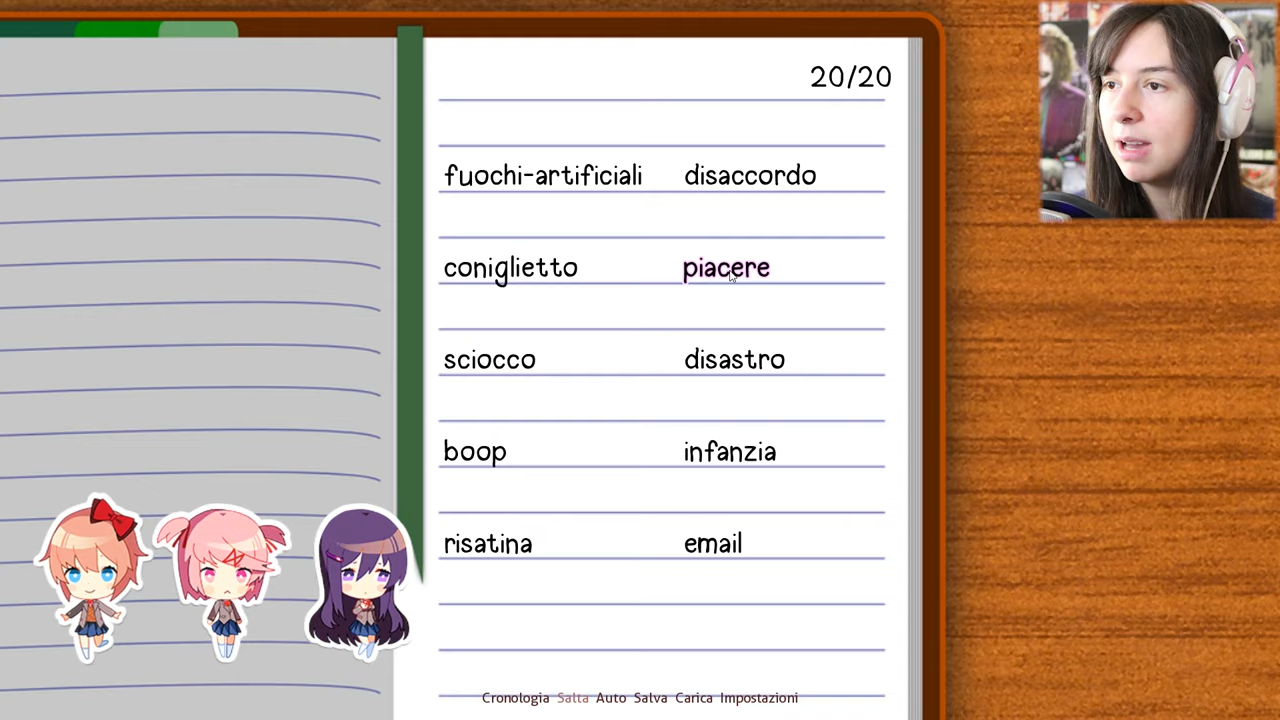 20/20
fuochi-artificiali disaccordo
coniglietto piacere
sciocco disastro
boop infanzia
risatina email
Cronologia Salta Auto Salva Carica Impostazioni